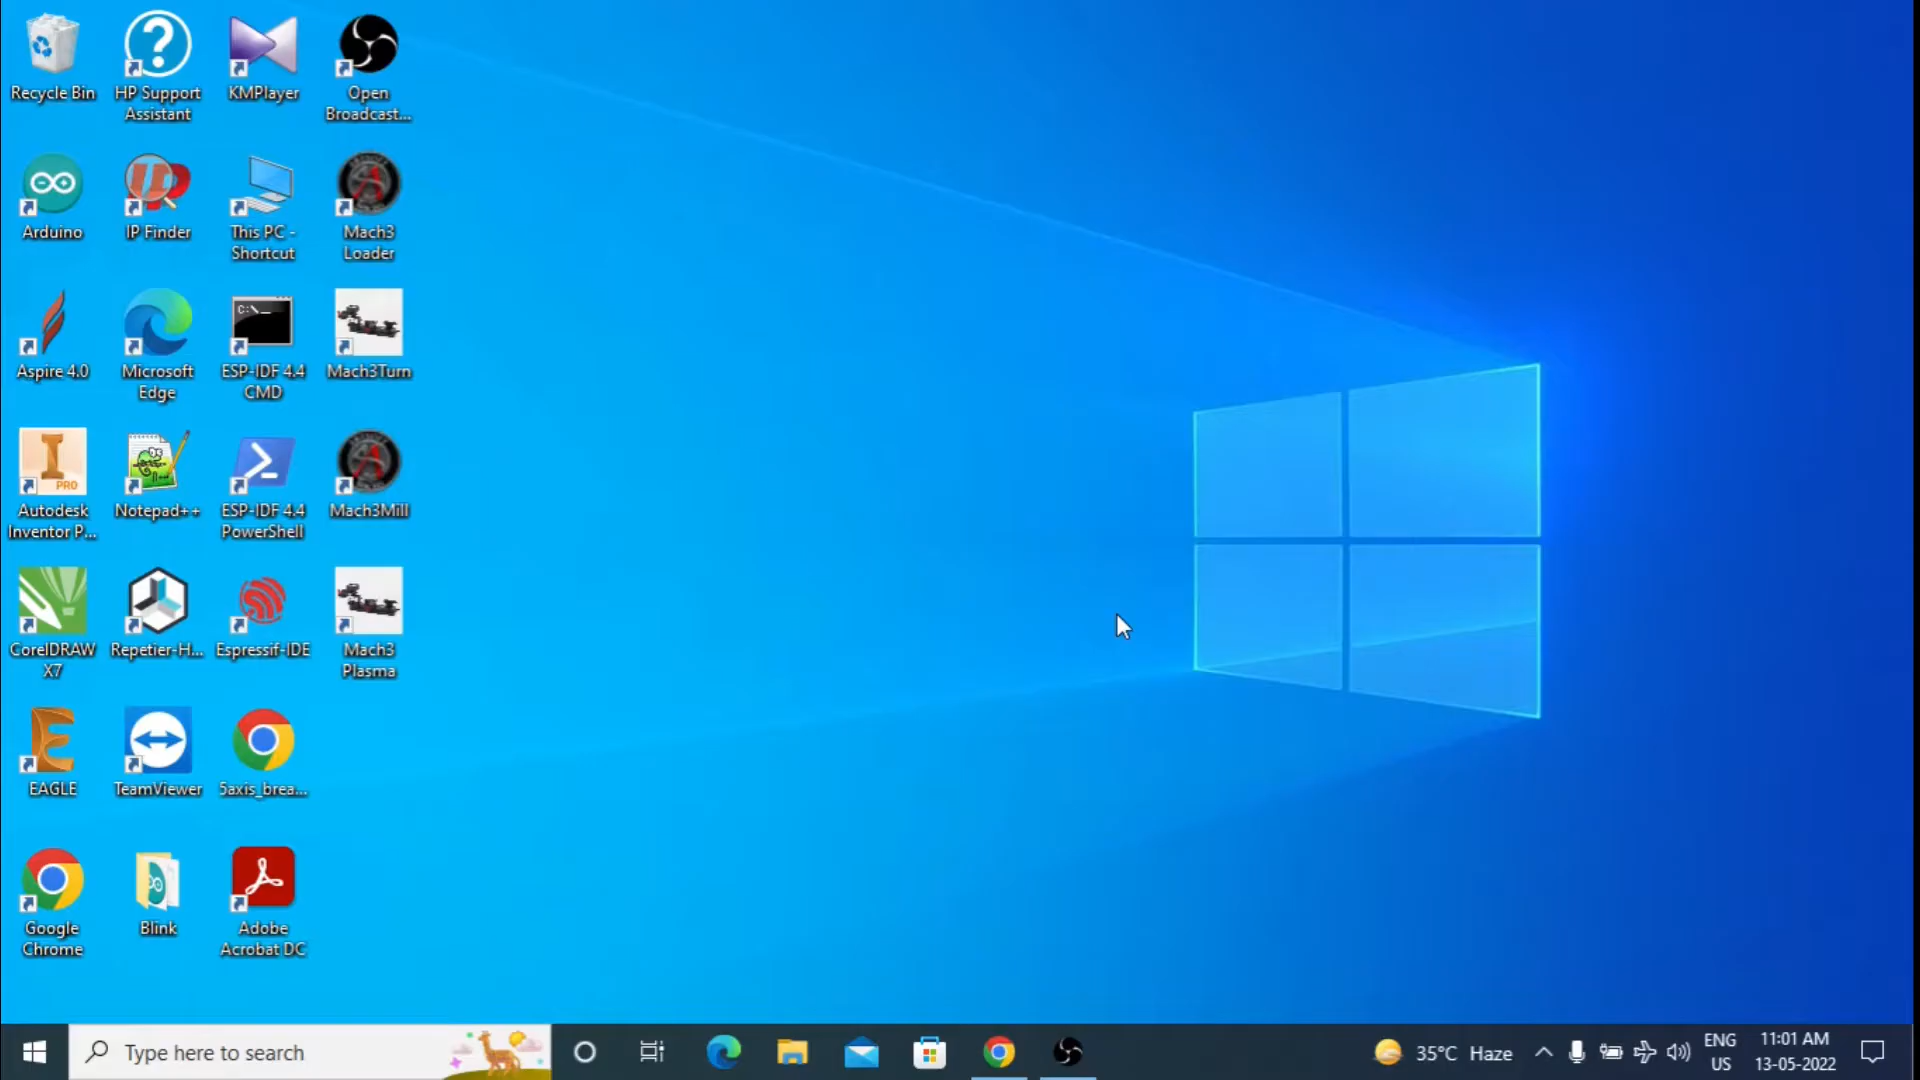 Recycle Bin
HP Support
Assistant
KMPlayer
Open
Broadcast...
Arduino
IP Finder
This PC -
Shortcut
Mach3
Loader
Aspire 4.0
Microsoft
Edge
C:\_
ESP-IDF 4.4
CMD
Mach3Turn
PRO
Autodesk
Inventor P...
Notepad++
ESP-IDF 4.4
PowerShell
Mach3Mill
CorelDRAW
X7
Repetier-H...
Espressif-IDE
Mach3
Plasma
EAGLE
TeamViewer
5axis_brea...
Google
Chrome
Blink
Adobe
Acrobat DC
Type here to search
35°C Haze
ENG
US
11:01 AM
13-05-2022